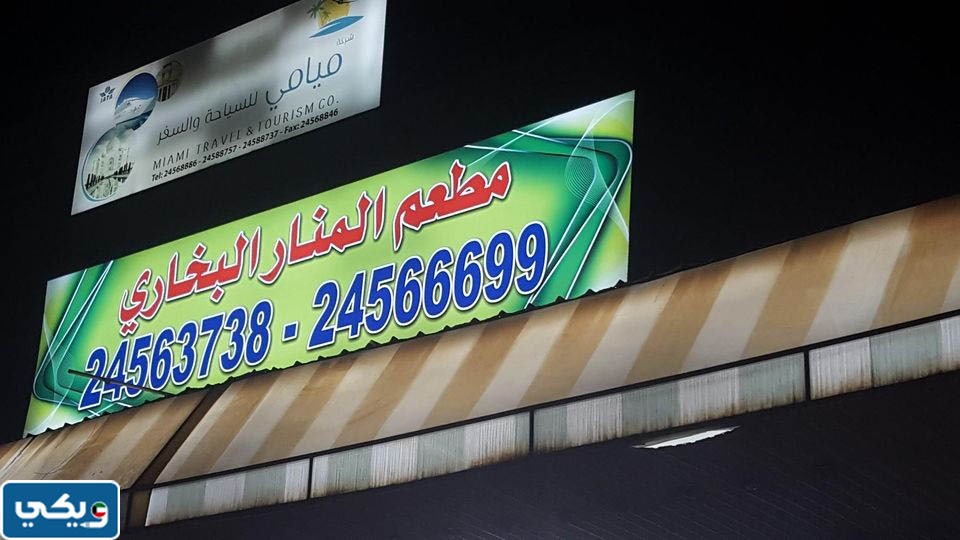 شركة
ميامي للسياحة والسفر
IATA
MIAMI TRAVEL & TOURISM CO.
Tel: 24568886 - 24588757 - 24588737 - Fax: 24568846
مطعم المنار البخاري
24563738 - 24566699
ويكي